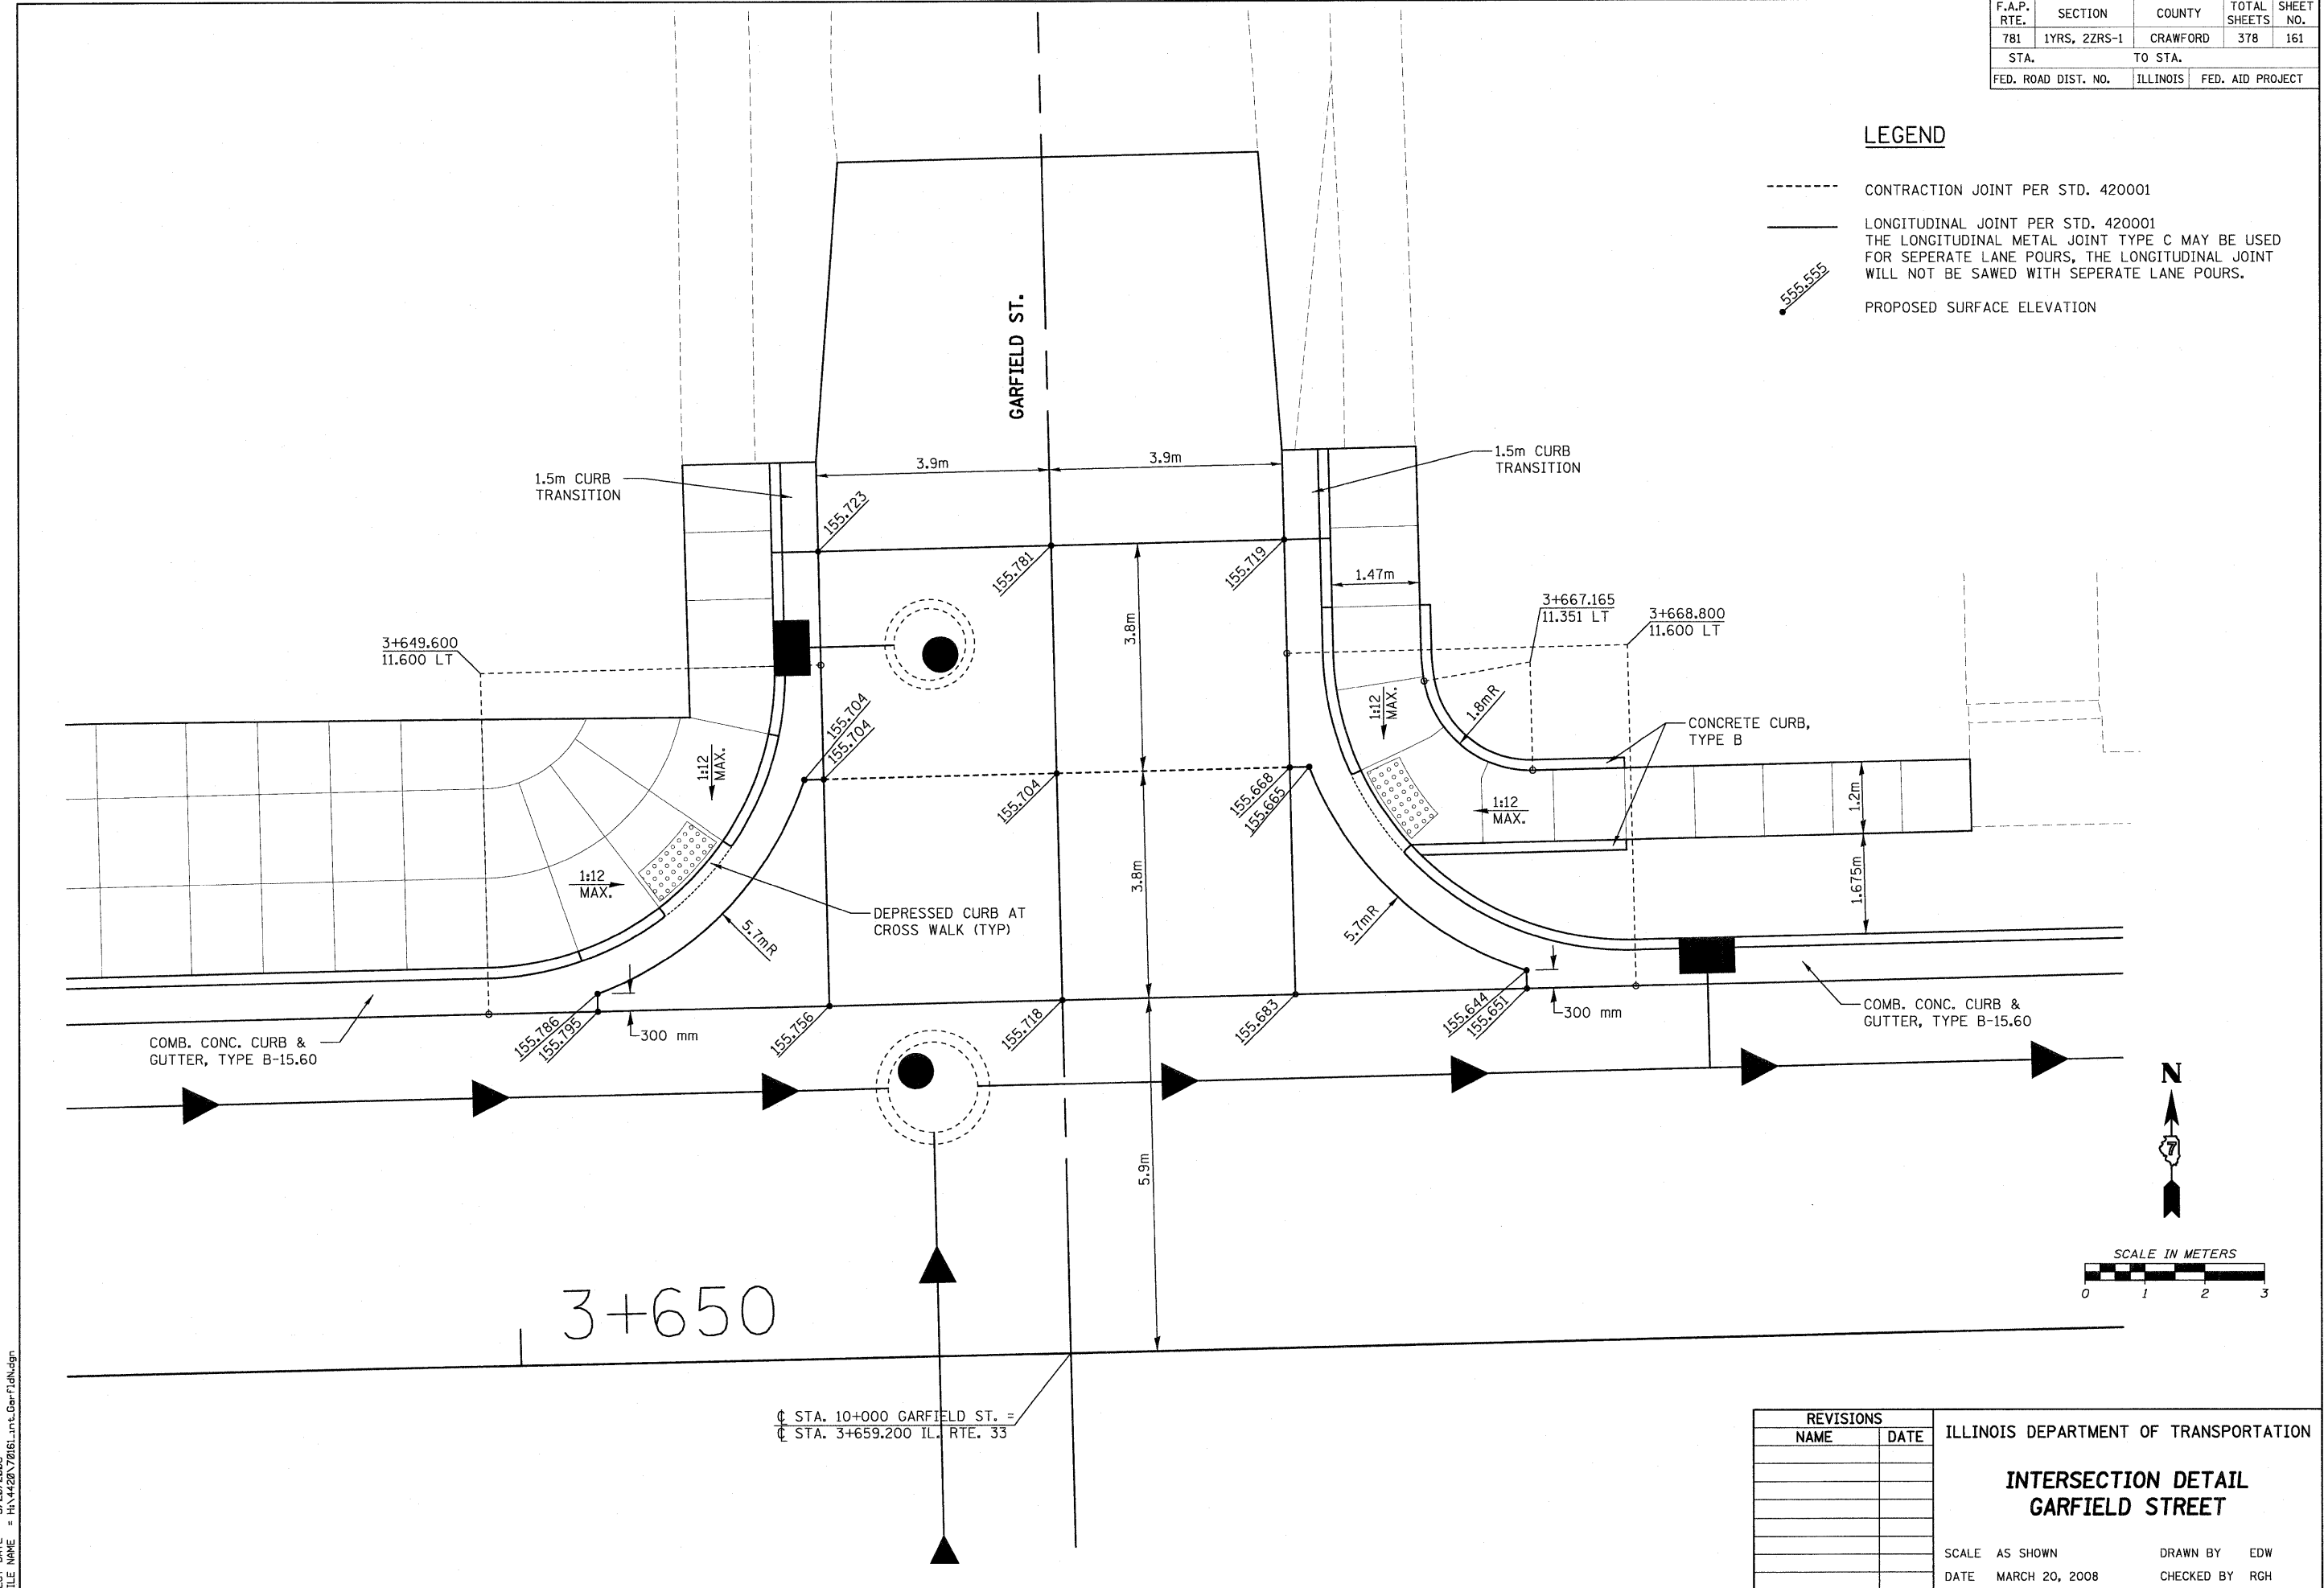 F.A.P. RTE. SECTION COUNTY TOTAL SHEETS SHEET NO.
781 1YRS, 2ZRS-1 CRAWFORD 378 161
STA. TO STA.
FED. ROAD DIST. NO. ILLINOIS FED. AID PROJECT
LEGEND
CONTRACTION JOINT PER STD. 420001
LONGITUDINAL JOINT PER STD. 420001
THE LONGITUDINAL METAL JOINT TYPE C MAY BE USED
FOR SEPERATE LANE POURS, THE LONGITUDINAL JOINT
WILL NOT BE SAWED WITH SEPERATE LANE POURS.
555.555
PROPOSED SURFACE ELEVATION
GARFIELD ST.
1.5m CURB
TRANSITION
3.9m
3.9m
1.5m CURB
TRANSITION
155.723
155.781
155.719
1.47m
3.8m
3+649.600
11.600 LT
3+667.165
11.351 LT
3+668.800
11.600 LT
155.704
155.704
155.704
155.668
155.665
1:12
MAX.
1:12
MAX.
1.8mR
CONCRETE CURB,
TYPE B
1:12
MAX.
1:12
MAX.
1.2m
1.675m
3.8m
5.7mR
5.7mR
DEPRESSED CURB AT
CROSS WALK (TYP)
COMB. CONC. CURB &
GUTTER, TYPE B-15.60
155.786
155.795
300 mm
155.756
155.718
155.683
155.644
155.651
300 mm
COMB. CONC. CURB &
GUTTER, TYPE B-15.60
5.9m
N
7
SCALE IN METERS
0 1 2 3
3+650
℄ STA. 10+000 GARFIELD ST. =
℄ STA. 3+659.200 IL. RTE. 33
REVISIONS
NAME DATE
ILLINOIS DEPARTMENT OF TRANSPORTATION
INTERSECTION DETAIL
GARFIELD STREET
SCALE AS SHOWN DRAWN BY EDW
DATE MARCH 20, 2008 CHECKED BY RGH